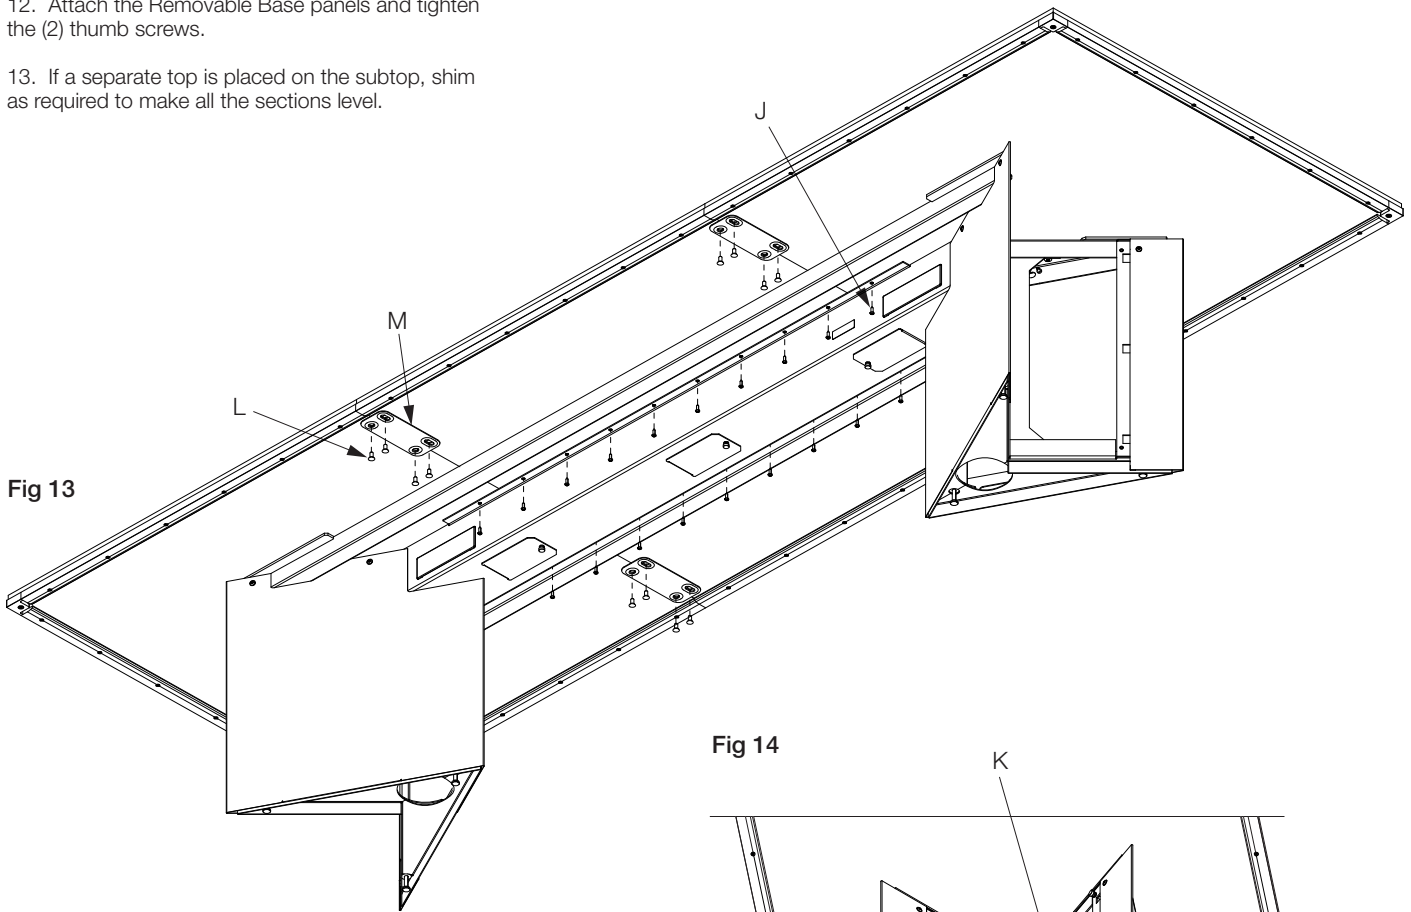 12.  Attach the Removable Base panels and tighten
the (2) thumb screws.
13.  If a separate top is placed on the subtop, shim
as required to make all the sections level.
J
M
L
Fig 13
Fig 14
K